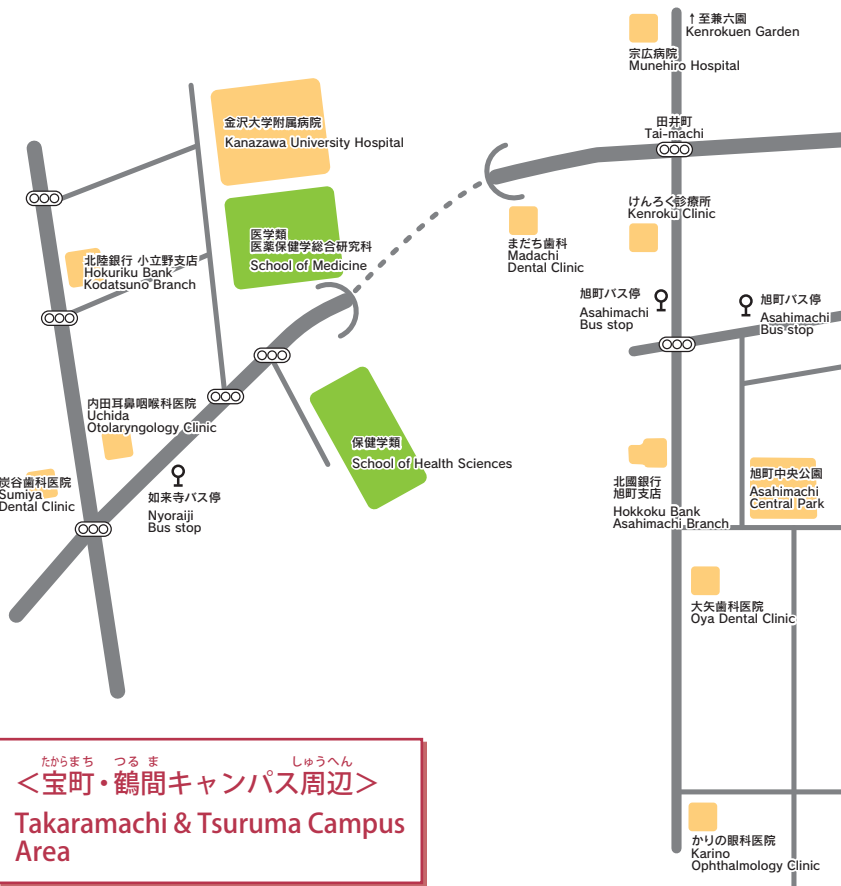 ↑至兼六園
Kenrokuen Garden
宗広病院
Munehiro Hospital
金沢大学附属病院
Kanazawa University Hospital
田井町
Tai-machi
けんろく診療所
Kenroku Clinic
まだち歯科
Madachi
Dental Clinic
医学類
医薬保健学総合研究科
School of Medicine
北陸銀行 小立野支店
Hokuriku Bank
Kodatsuno Branch
旭町バス停
Asahimachi
Bus stop
旭町バス停
Asahimachi
Bus stop
内田耳鼻咽喉科医院
Uchida
Otolaryngology Clinic
保健学類
School of Health Sciences
炭谷歯科医院
Sumiya
Dental Clinic
如来寺バス停
Nyoraiji
Bus stop
北國銀行
旭町支店
Hokkoku Bank
Asahimachi Branch
旭町中央公園
Asahimachi
Central Park
大矢歯科医院
Oya Dental Clinic
かりの眼科医院
Karino
Ophthalmology Clinic
たからまち つるま しゅうへん
＜宝町・鶴間キャンパス周辺＞
Takaramachi & Tsuruma Campus
Area